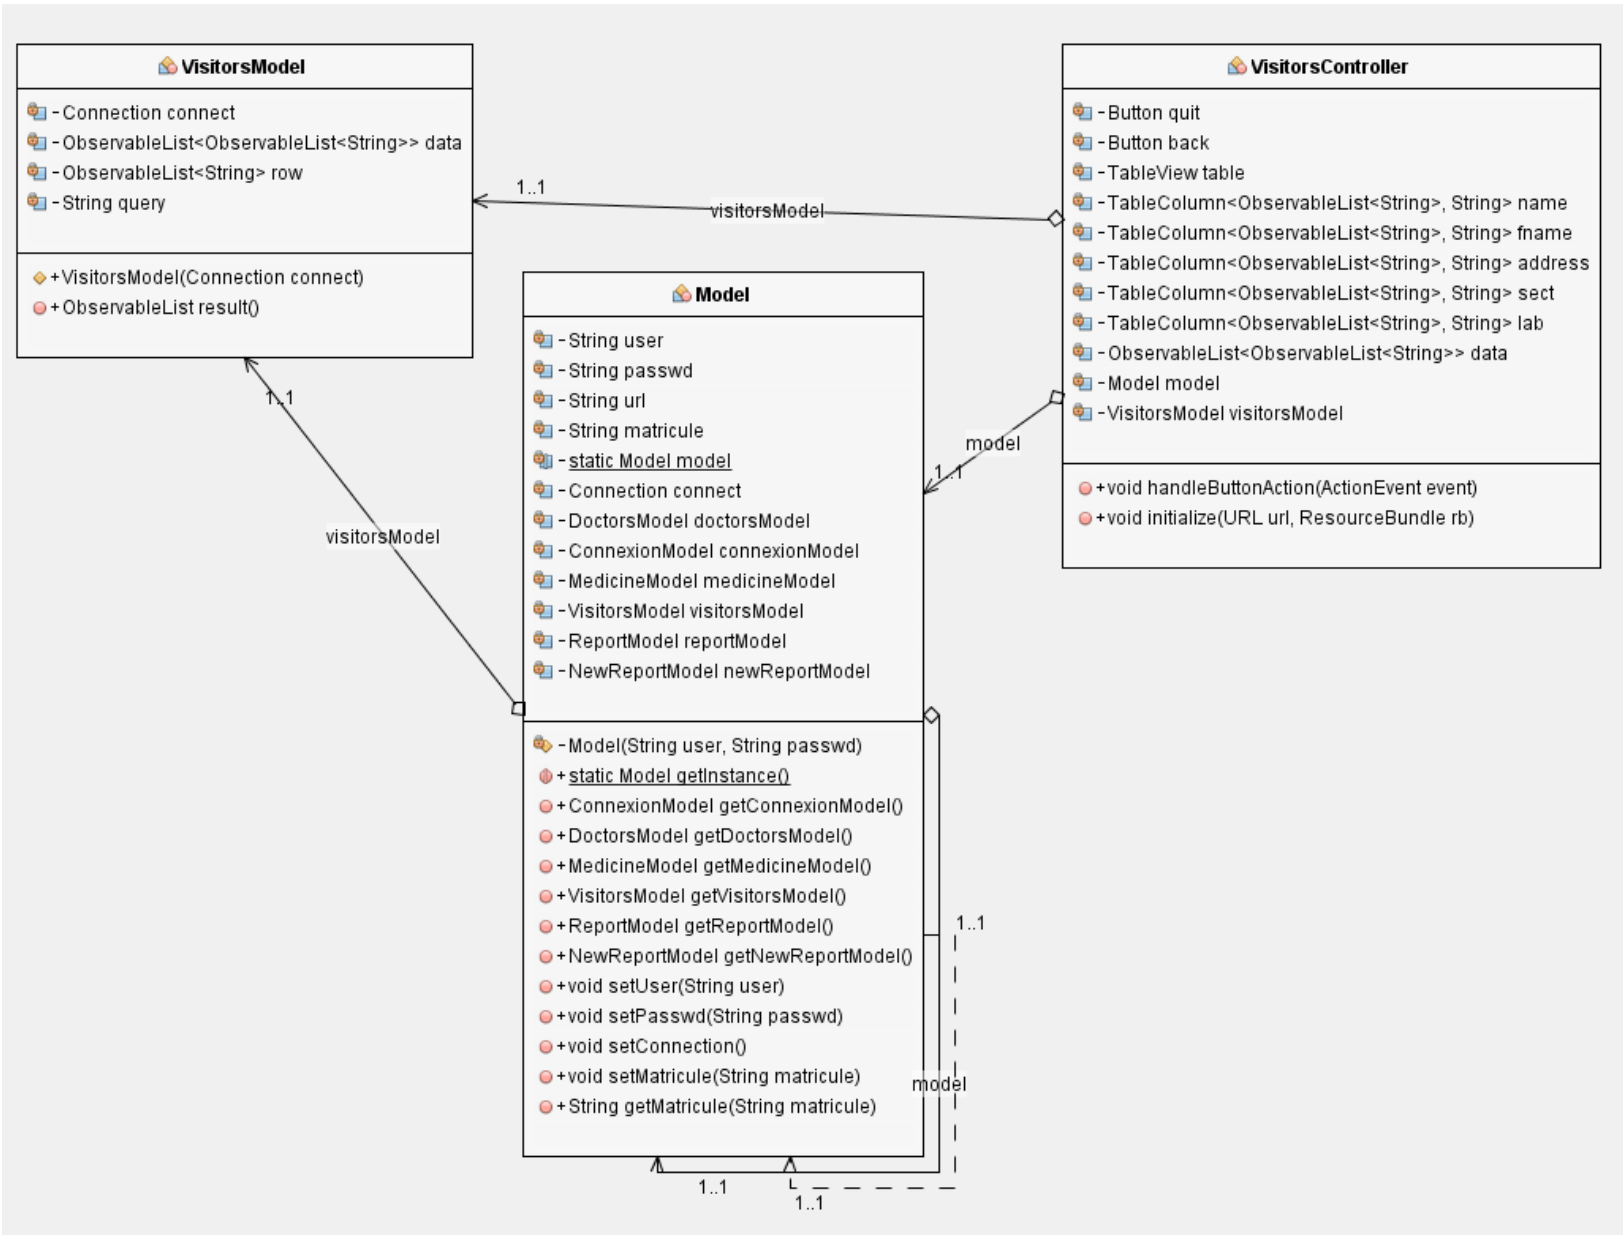 VisitorsModel
-Connection connect
-ObservableList<ObservableList<String>> data
-ObservableList<String> row
-String query
+VisitorsModel(Connection connect)
+ObservableList result()
VisitorsController
-Button quit
-Button back
-TableView table
-TableColumn<ObservableList<String>, String> name
-TableColumn<ObservableList<String>, String> fname
-TableColumn<ObservableList<String>, String> address
-TableColumn<ObservableList<String>, String> sect
-TableColumn<ObservableList<String>, String> lab
-ObservableList<ObservableList<String>> data
-Model model
-VisitorsModel visitorsModel
+void handleButtonAction(ActionEvent event)
+void initialize(URL url, ResourceBundle rb)
1..1
visitorsModel
1..1
visitorsModel
model
1..1
Model
-String user
-String passwd
-String url
-String matricule
-static Model model
-Connection connect
-DoctorsModel doctorsModel
-ConnexionModel connexionModel
-MedicineModel medicineModel
-VisitorsModel visitorsModel
-ReportModel reportModel
-NewReportModel newReportModel
-Model(String user, String passwd)
+static Model getInstance()
+ConnexionModel getConnexionModel()
+DoctorsModel getDoctorsModel()
+MedicineModel getMedicineModel()
+VisitorsModel getVisitorsModel()
+ReportModel getReportModel()
+NewReportModel getNewReportModel()
+void setUser(String user)
+void setPasswd(String passwd)
+void setConnection()
+void setMatricule(String matricule)
+String getMatricule(String matricule)
1..1
model
1..1
1..1